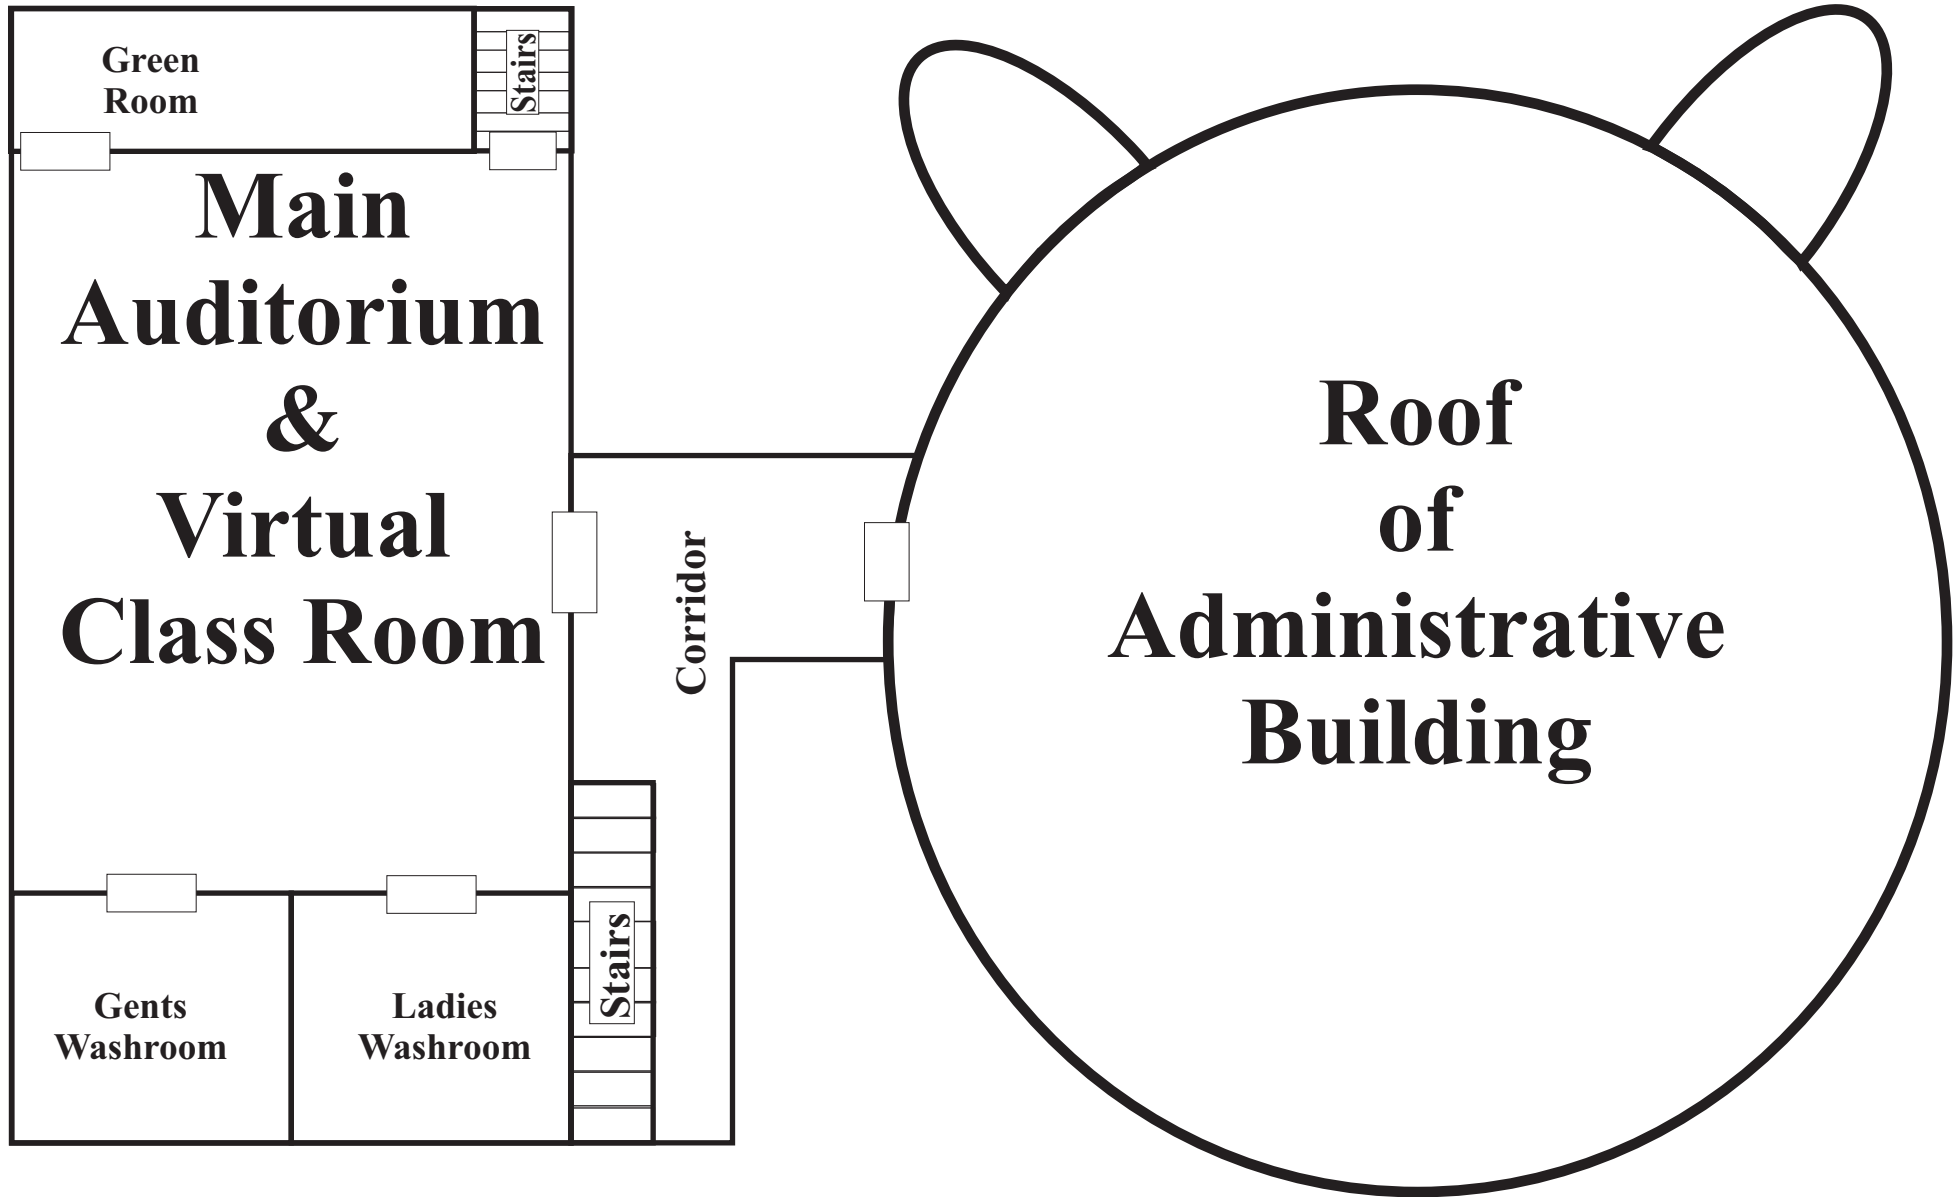 Green
Room
Stairs
Main
Auditorium
&
Virtual
Class Room
Corridor
Roof
of
Administrative
Building
Gents
Washroom
Ladies
Washroom
Stairs